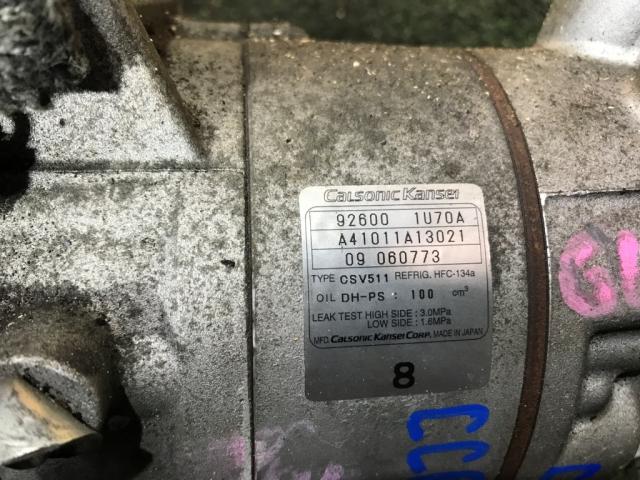 Calsonic Kansei
92600 1U70A
A41011A13021
09 060773
TYPE CSV511 REFRIG. HFC-134a
OIL DH-PS : 100 cm³
LEAK TEST HIGH SIDE : 3.0MPa
LOW SIDE : 1.6MPa
MFD. Calsonic Kansei Corp. MADE IN JAPAN
8